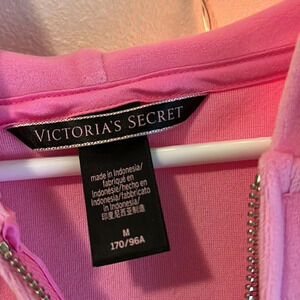 VICTORIA'S SECRET
made in Indonesia/
fabriqué en
Indonésie/hecho en
Indonesia/fabbricato
in Indonesia/
印度尼西亚制造
M
170/96A